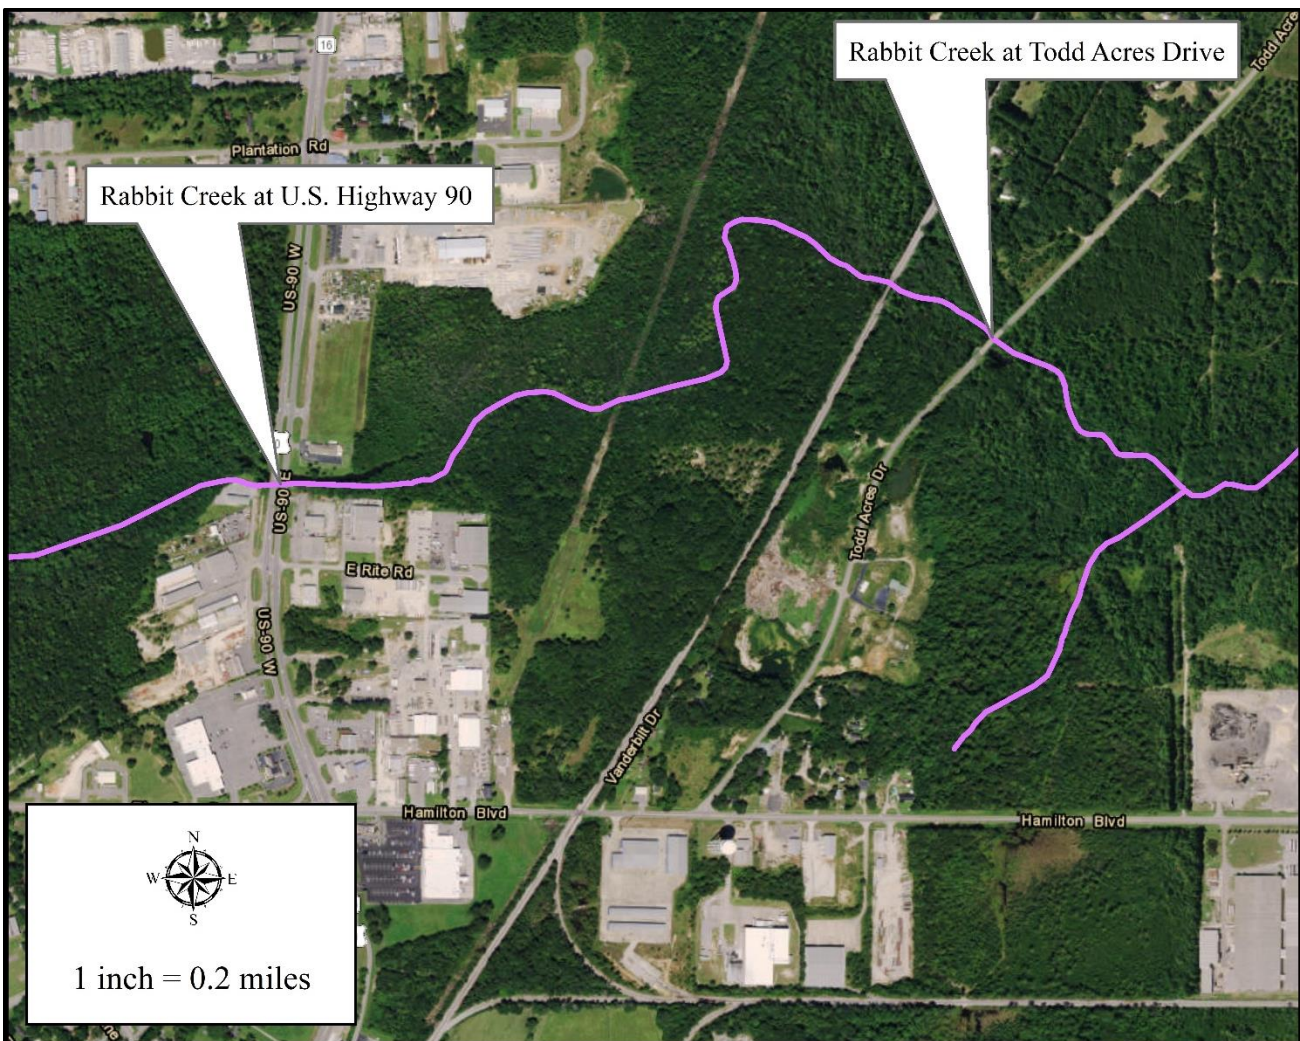 16
Rabbit Creek at Todd Acres Drive
Todd Acre
Plantation Rd
Rabbit Creek at U.S. Highway 90
US-90 W
US-90 E
Todd Acres Dr
E Rite Rd
US-90 W
Vanderbilt Dr
Hamilton Blvd
Hamilton Blvd
N
W E
S
1 inch = 0.2 miles
ne